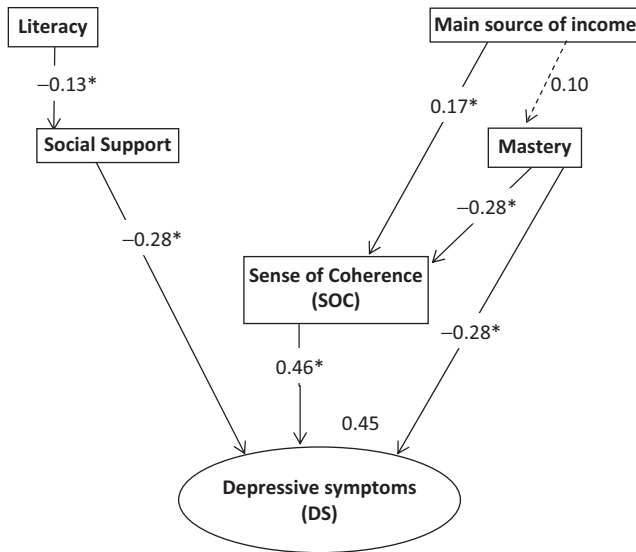 Literacy
Main source of income
−0.13*
0.17*
0.10
Social Support
Mastery
−0.28*
−0.28*
Sense of Coherence
(SOC)
−0.28*
0.46*
0.45
Depressive symptoms
(DS)